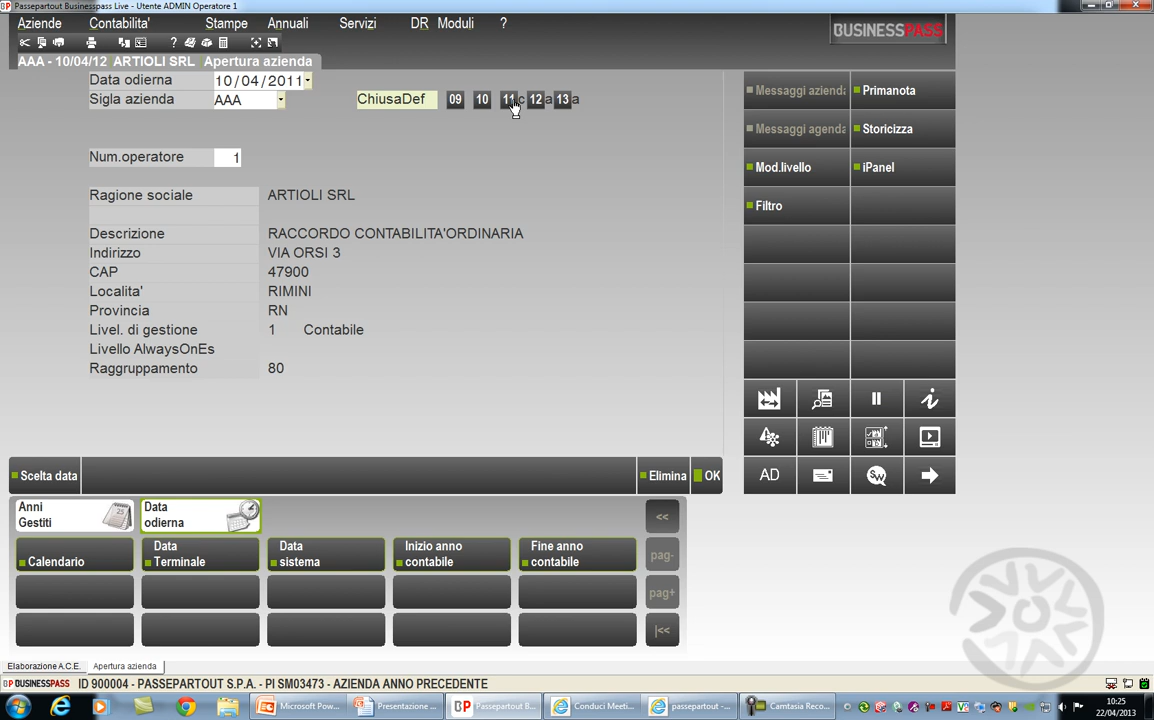 Passepartout Businesspass Live - Utente ADMIN Operatore 1
Aziende Contabilita' Stampe Annuali Servizi DR Moduli ?
BUSINESSPASS
AAA - 10/04/12 ARTIOLI SRL Apertura azienda
Data odierna 10/04/2011
Sigla azienda AAA ChiusaDef 09 10 11c 12a 13a
Num.operatore 1
Ragione sociale ARTIOLI SRL
Descrizione RACCORDO CONTABILITA'ORDINARIA
Indirizzo VIA ORSI 3
CAP 47900
Localita' RIMINI
Provincia RN
Livel. di gestione 1 Contabile
Livello AlwaysOnEs
Raggruppamento 80
Messaggi aziend Primanota
Messaggi agenda Storicizza
Mod.livello iPanel
Filtro
AD
Scelta data Elimina OK
Anni
Gestiti
Data
odierna
<<
Calendario
Data
Terminale
Data
sistema
Inizio anno
contabile
Fine anno
contabile
pag-
pag+
|<<
Elaborazione A.C.E. Apertura azienda
BUSINESSPASS ID 900004 - PASSEPARTOUT S.P.A. - PI SM03473 - AZIENDA ANNO PRECEDENTE
Microsoft Pow... Presentazione ... Passepartout B... Conduci Meeti... passepartout -... Camtasia Reco...
10:25
22/04/2013